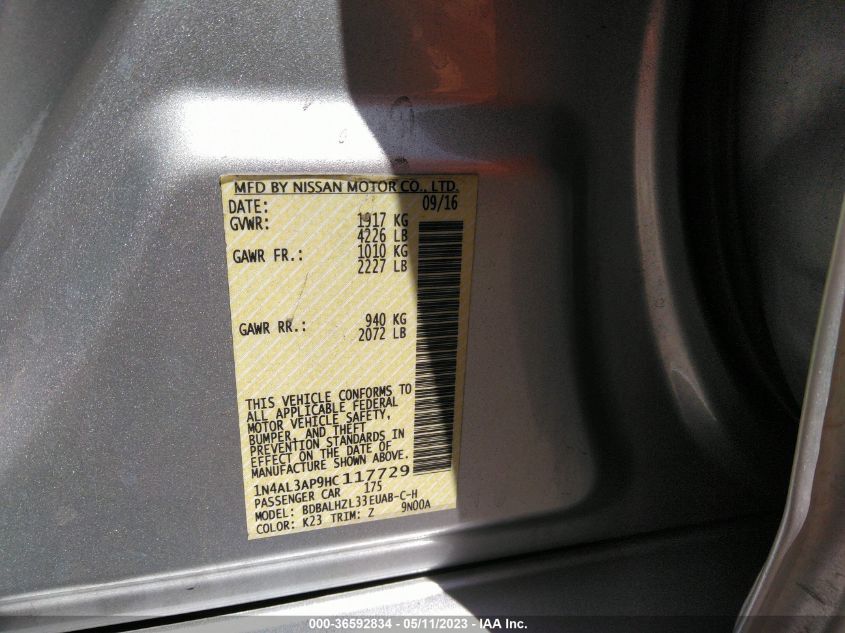 MFD BY NISSAN MOTOR CO., LTD.
DATE: 09/16
GVWR: 1917 KG
4226 LB
GAWR FR.: 1010 KG
2227 LB
GAWR RR.: 940 KG
2072 LB
THIS VEHICLE CONFORMS TO
ALL APPLICABLE FEDERAL
MOTOR VEHICLE SAFETY,
BUMPER, AND THEFT
PREVENTION STANDARDS IN
EFFECT ON THE DATE OF
MANUFACTURE SHOWN ABOVE.
1N4AL3AP9HC117729
PASSENGER CAR 175
MODEL: BDBALHZL33EUAB-C-H
COLOR: K23 TRIM: Z 9N00A
000-36592834 - 05/11/2023 - IAA Inc.